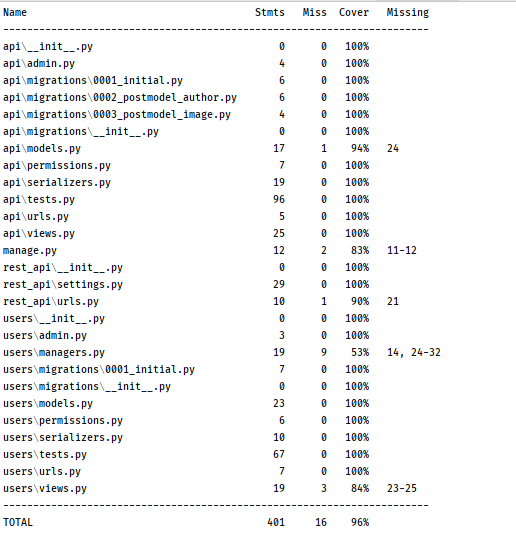 Name Stmts Miss Cover Missing
-----------------------------------------------------------------------
api\__init__.py 0 0 100%
api\admin.py 4 0 100%
api\migrations\0001_initial.py 6 0 100%
api\migrations\0002_postmodel_author.py 6 0 100%
api\migrations\0003_postmodel_image.py 4 0 100%
api\migrations\__init__.py 0 0 100%
api\models.py 17 1 94% 24
api\permissions.py 7 0 100%
api\serializers.py 19 0 100%
api\tests.py 96 0 100%
api\urls.py 5 0 100%
api\views.py 25 0 100%
manage.py 12 2 83% 11-12
rest_api\__init__.py 0 0 100%
rest_api\settings.py 29 0 100%
rest_api\urls.py 10 1 90% 21
users\__init__.py 0 0 100%
users\admin.py 3 0 100%
users\managers.py 19 9 53% 14, 24-32
users\migrations\0001_initial.py 7 0 100%
users\migrations\__init__.py 0 0 100%
users\models.py 23 0 100%
users\permissions.py 6 0 100%
users\serializers.py 10 0 100%
users\tests.py 67 0 100%
users\urls.py 7 0 100%
users\views.py 19 3 84% 23-25
-----------------------------------------------------------------------
TOTAL 401 16 96%